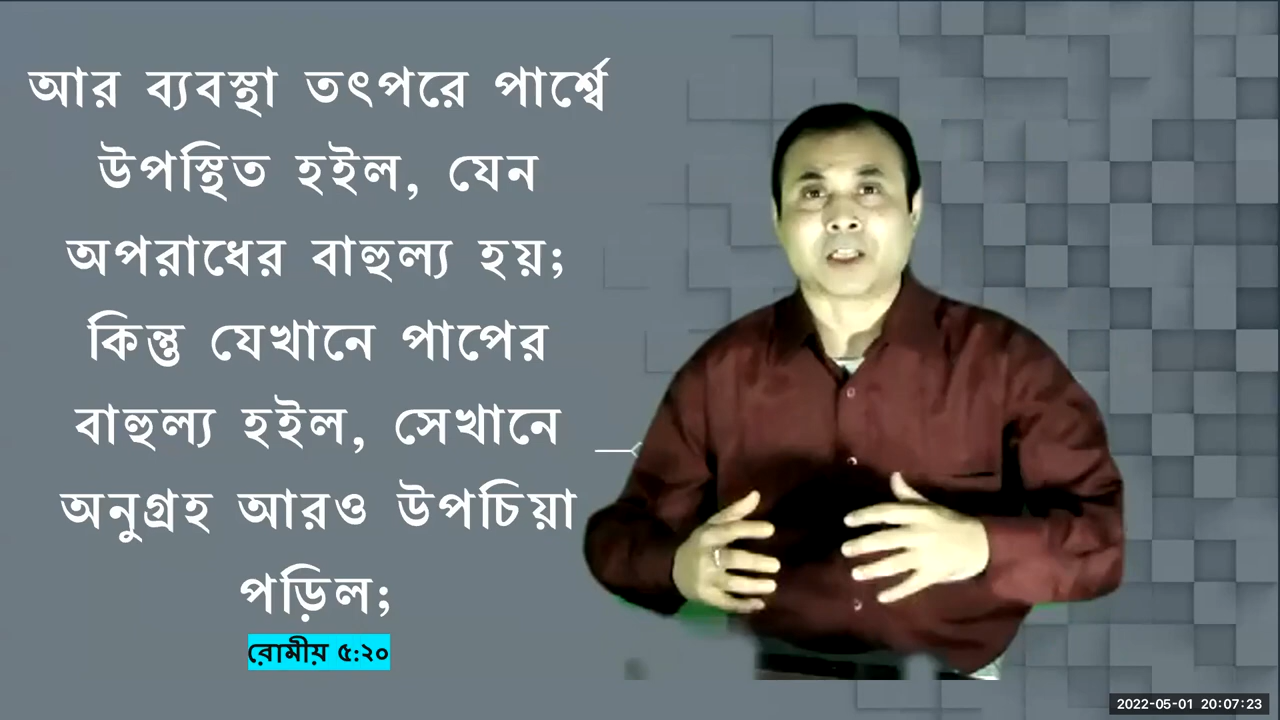 আর ব্যবস্থা তৎপরে পার্শ্বে
উপস্থিত হইল, যেন
অপরাধের বাহুল্য হয়;
কিন্তু যেখানে পাপের
বাহুল্য হইল, সেখানে
অনুগ্রহ আরও উপচিয়া
পড়িল;
রোমীয় ৫:২০
2022-05-01 20:07:23